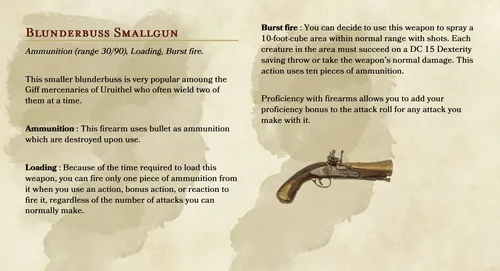 Blunderbuss Smallgun
Ammunition (range 30/90), Loading, Burst fire.
This smaller blunderbuss is very popular amoung the
Giff mercenaries of Uruithel who often wield two of
them at a time.
Ammunition : This firearm uses bullet as ammunition
which are destroyed upon use.
Loading : Because of the time required to load this
weapon, you can fire only one piece of ammunition from
it when you use an action, bonus action, or reaction to
fire it, regardless of the number of attacks you can
normally make.
Burst fire : You can decide to use this weapon to spray a
10-foot-cube area within normal range with shots. Each
creature in the area must succeed on a DC 15 Dexterity
saving throw or take the weapon's normal damage. This
action uses ten pieces of ammunition.
Proficiency with firearms allows you to add your
proficiency bonus to the attack roll for any attack you
make with it.